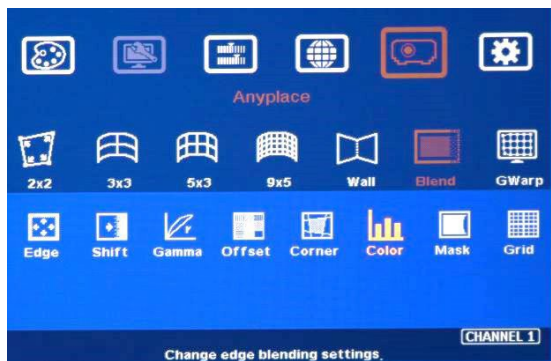 Anyplace
2x2 3x3 5x3 9x5 Wall Blend GWarp
Edge Shift Gamma Offset Corner Color Mask Grid
CHANNEL 1
Change edge blending settings.